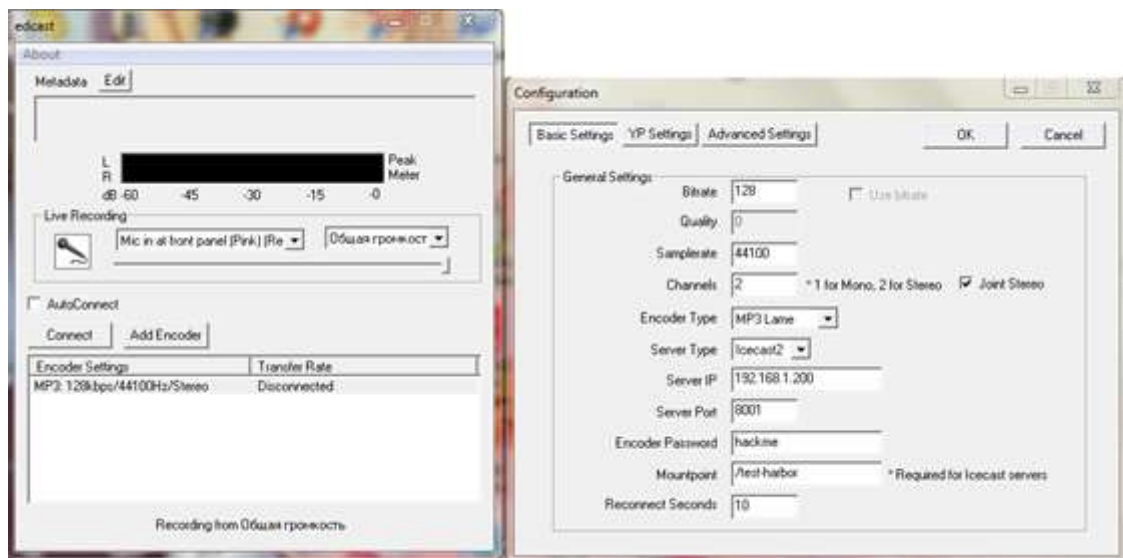 edcast
About
Metadata Edit
L
R
Peak
Meter
dB -60 -45 -30 -15 -0
Live Recording
Mic in at front panel (Pink) (Re
Общая громкост
AutoConnect
Connect Add Encoder
Encoder Settings Transfer Rate
MP3: 128kbps/44100Hz/Stereo Disconnected
Recording from Общая громкость
Configuration
Basic Settings YP Settings Advanced Settings OK Cancel
General Settings
Bitrate 128 Use bitrate
Quality 0
Samplerate 44100
Channels 2 * 1 for Mono, 2 for Stereo Joint Stereo
Encoder Type MP3 Lame
Server Type Icecast2
Server IP 192.168.1.200
Server Port 8001
Encoder Password hackme
Mountpoint /test-harbor * Required for Icecast servers
Reconnect Seconds 10